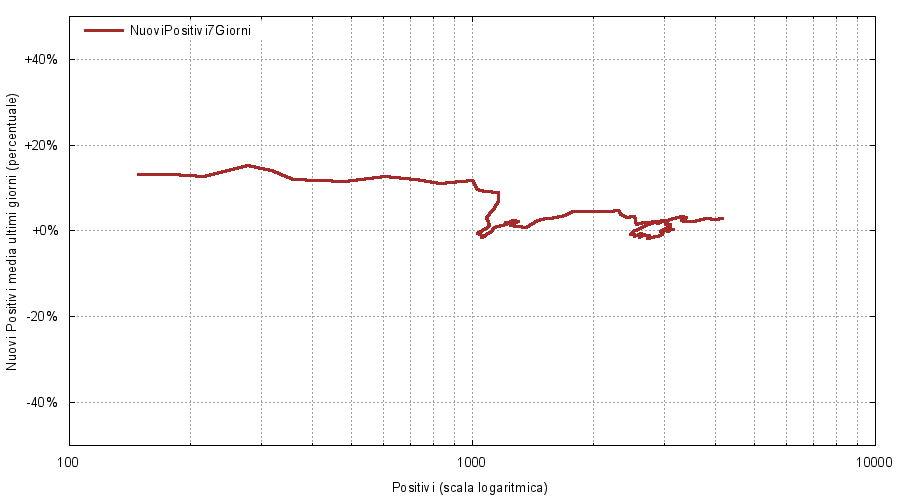 NuoviPositivi7Giorni
+40%
+20%
+0%
-20%
-40%
Nuovi Positivi media ultimi giorni (percentuale)
100
1000
10000
Positivi (scala logaritmica)